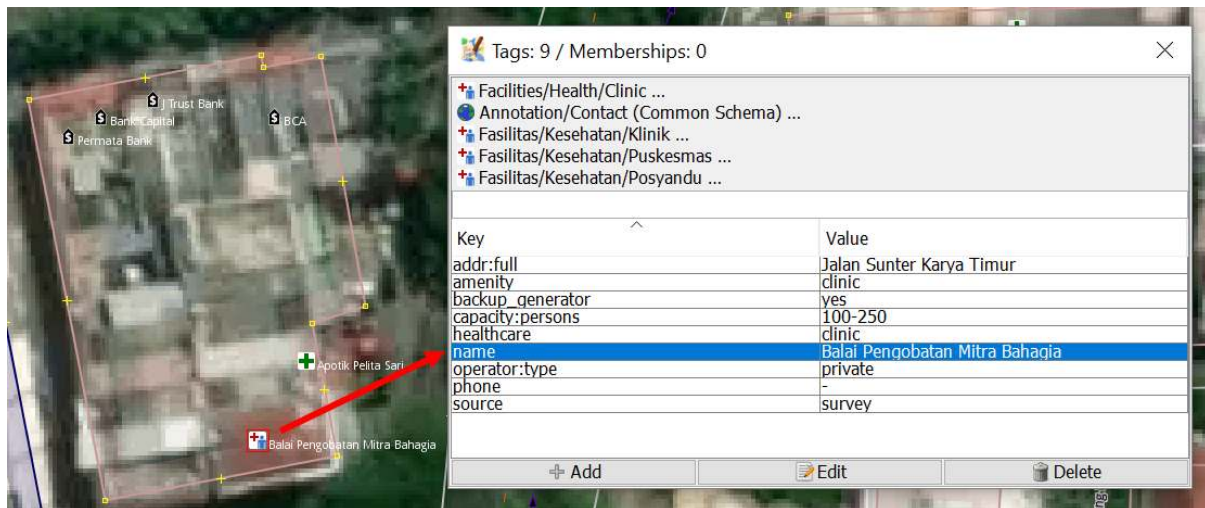 J Trust Bank
Bank Capital
BCA
Permata Bank
Apotik Pelita Sari
Balai Pengobatan Mitra Bahagia
Tags: 9 / Memberships: 0
Facilities/Health/Clinic ...
Annotation/Contact (Common Schema) ...
Fasilitas/Kesehatan/Klinik ...
Fasilitas/Kesehatan/Puskesmas ...
Fasilitas/Kesehatan/Posyandu ...
Key Value
addr:full Jalan Sunter Karya Timur
amenity clinic
backup_generator yes
capacity:persons 100-250
healthcare clinic
name Balai Pengobatan Mitra Bahagia
operator:type private
phone -
source survey
Add Edit Delete